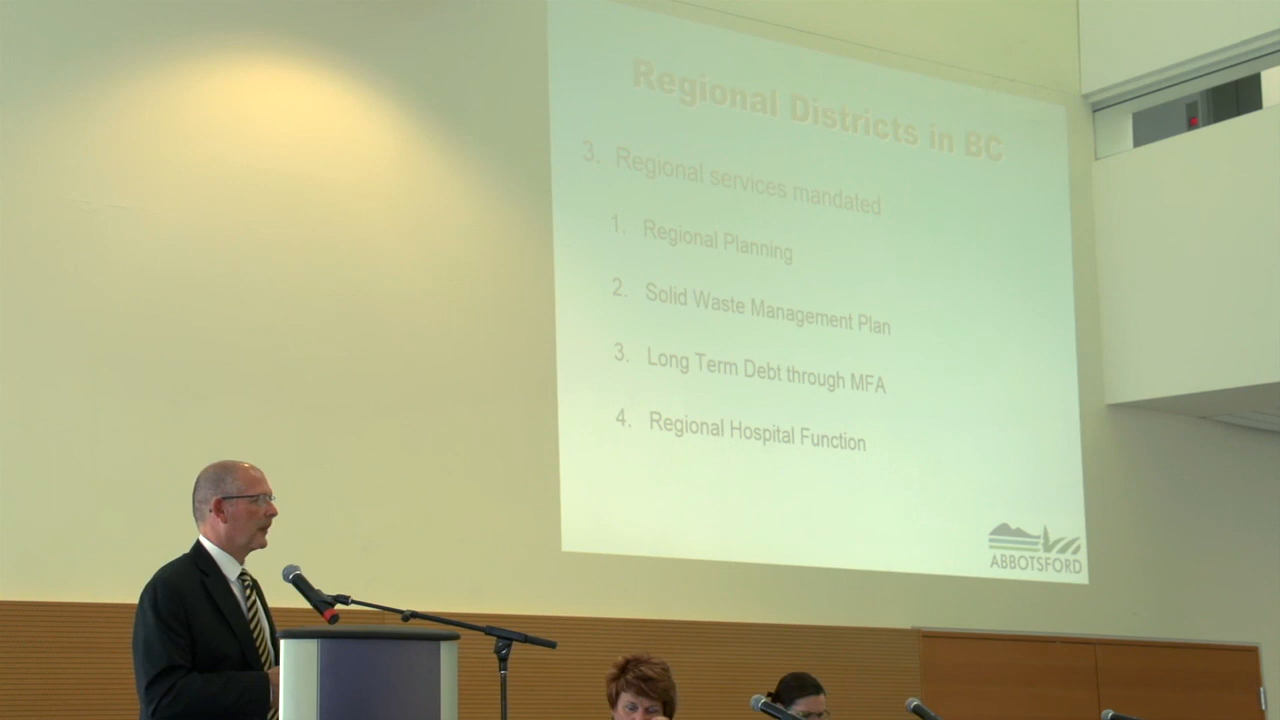 Regional Districts in BC
3. Regional services mandated
1. Regional Planning
2. Solid Waste Management Plan
3. Long Term Debt through MFA
4. Regional Hospital Function
ABBOTSFORD